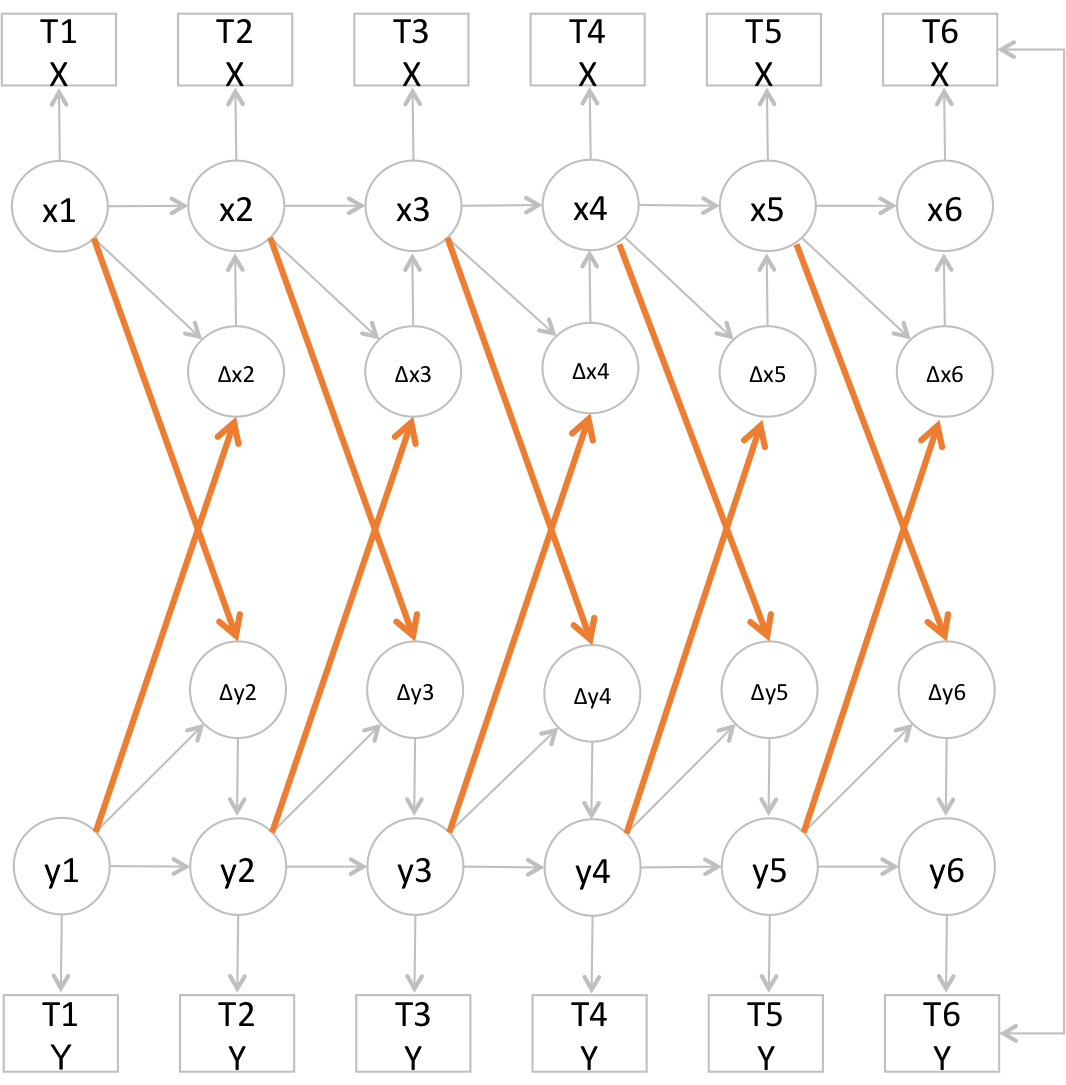 T1 T2 T3 T4 T5 T6
X X X X X X
x1 x2 x3 x4 x5 x6
Δx2 Δx3 Δx4 Δx5 Δx6
Δy2 Δy3 Δy4 Δy5 Δy6
y1 y2 y3 y4 y5 y6
T1 T2 T3 T4 T5 T6
Y Y Y Y Y Y